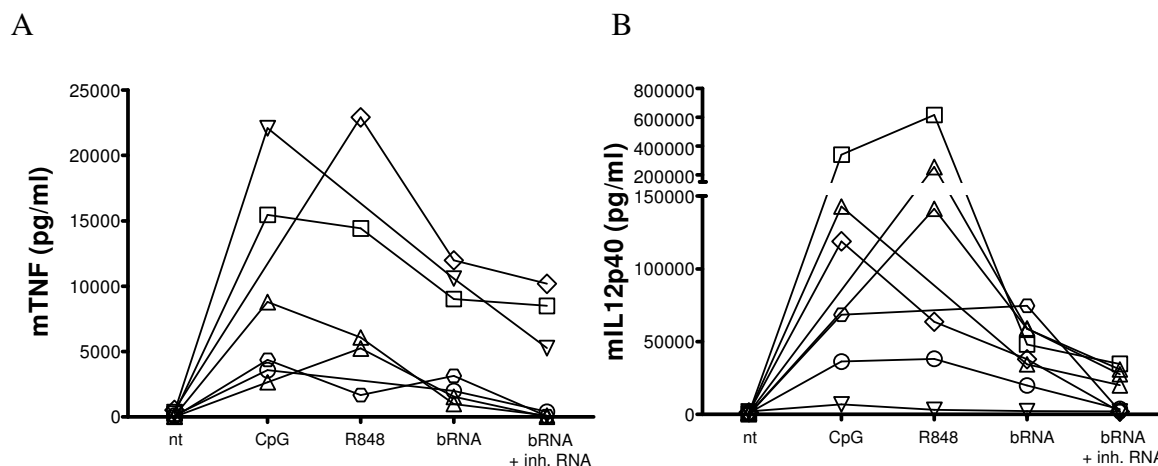 A
B
mTNF (pg/ml)
25000
20000
15000
10000
5000
0
nt
CpG
R848
bRNA
bRNA
+ inh. RNA
mIL12p40 (pg/ml)
800000
600000
400000
200000
150000
100000
50000
0
nt
CpG
R848
bRNA
bRNA
+ inh. RNA